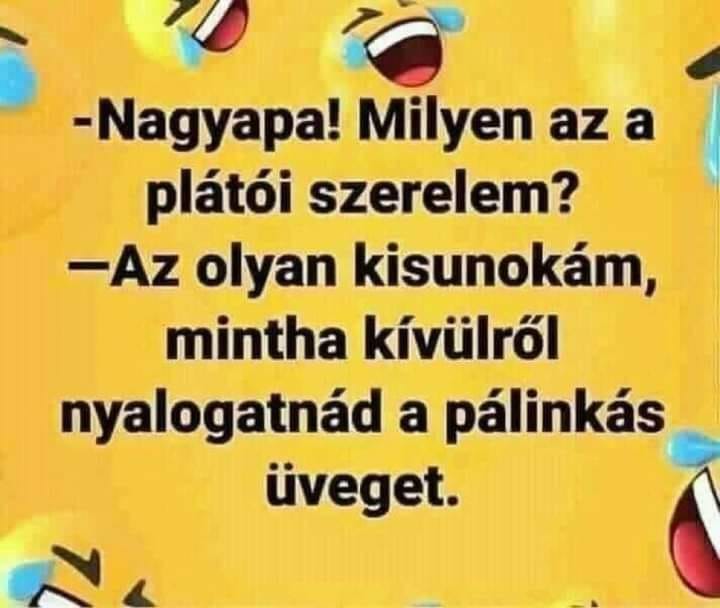 -Nagyapa! Milyen az a
plátói szerelem?
—Az olyan kisunokám,
mintha kívülről
nyalogatnád a pálinkás
üveget.